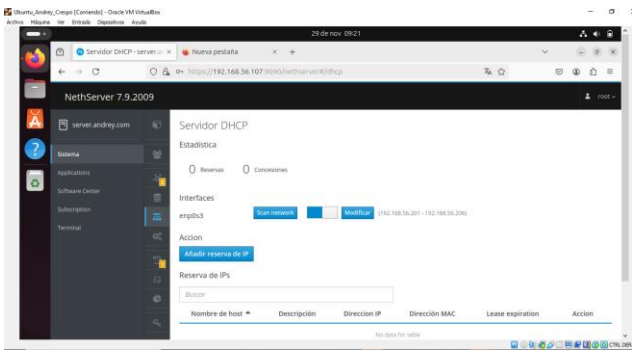 Ubuntu_Andrey_Crespo [Corriendo] - Oracle VM VirtualBox
Archivo Máquina Ver Entrada Dispositivos Ayuda
29 de nov 09:21
Servidor DHCP - server.a
Nueva pestaña
https://192.168.56.107:9090/nethserver#/dhcp
NethServer 7.9.2009
root
server.andrey.com
Sistema
Applications
Software Center
Subscription
Terminal
Servidor DHCP
Estadística
0 Reservas 0 Concesiones
Interfaces
enp0s3 Scan network Modificar (192.168.56.201 - 192.168.56.206)
Accion
Añadir reserva de IP
Reserva de IPs
Buscar
Nombre de host Descripción Direccion IP Dirección MAC Lease expiration Accion
No data for table
CTRL DER